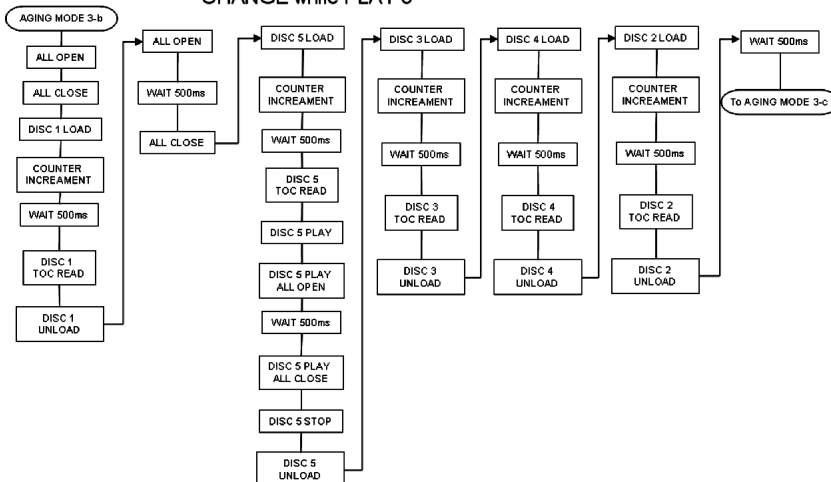 CHANGE while PLAY 5
AGING MODE 3-b
ALL OPEN
ALL CLOSE
DISC 1 LOAD
COUNTER
INCREAMENT
WAIT 500ms
DISC 1
TOC READ
DISC 1
UNLOAD
ALL OPEN
WAIT 500ms
ALL CLOSE
DISC 5 LOAD
COUNTER
INCREAMENT
WAIT 500ms
DISC 5
TOC READ
DISC 5 PLAY
DISC 5 PLAY
ALL OPEN
WAIT 500ms
DISC 5 PLAY
ALL CLOSE
DISC 5 STOP
DISC 5
UNLOAD
DISC 3 LOAD
COUNTER
INCREAMENT
WAIT 500ms
DISC 3
TOC READ
DISC 3
UNLOAD
DISC 4 LOAD
COUNTER
INCREAMENT
WAIT 500ms
DISC 4
TOC READ
DISC 4
UNLOAD
DISC 2 LOAD
COUNTER
INCREAMENT
WAIT 500ms
DISC 2
TOC READ
DISC 2
UNLOAD
WAIT 500ms
To AGING MODE 3-c